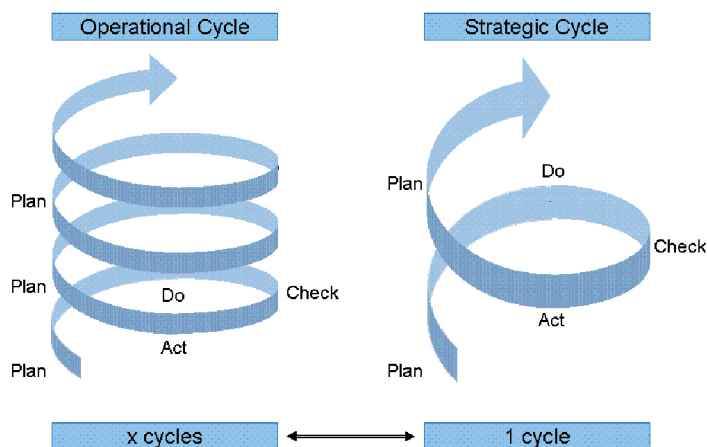 Operational Cycle
Strategic Cycle
Plan
Plan
Do
Check
Act
Plan
Do
Plan
Check
Act
Plan
x cycles
1 cycle